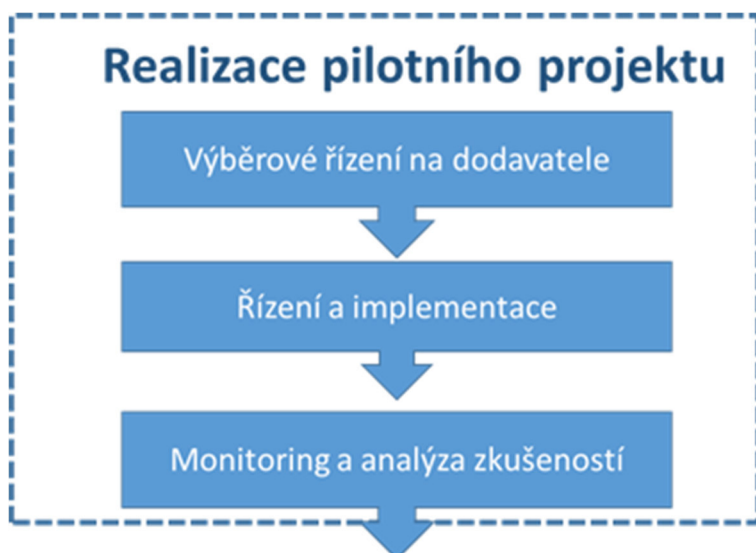 Realizace pilotního projektu
Výběrové řízení na dodavatele
Řízení a implementace
Monitoring a analýza zkušeností